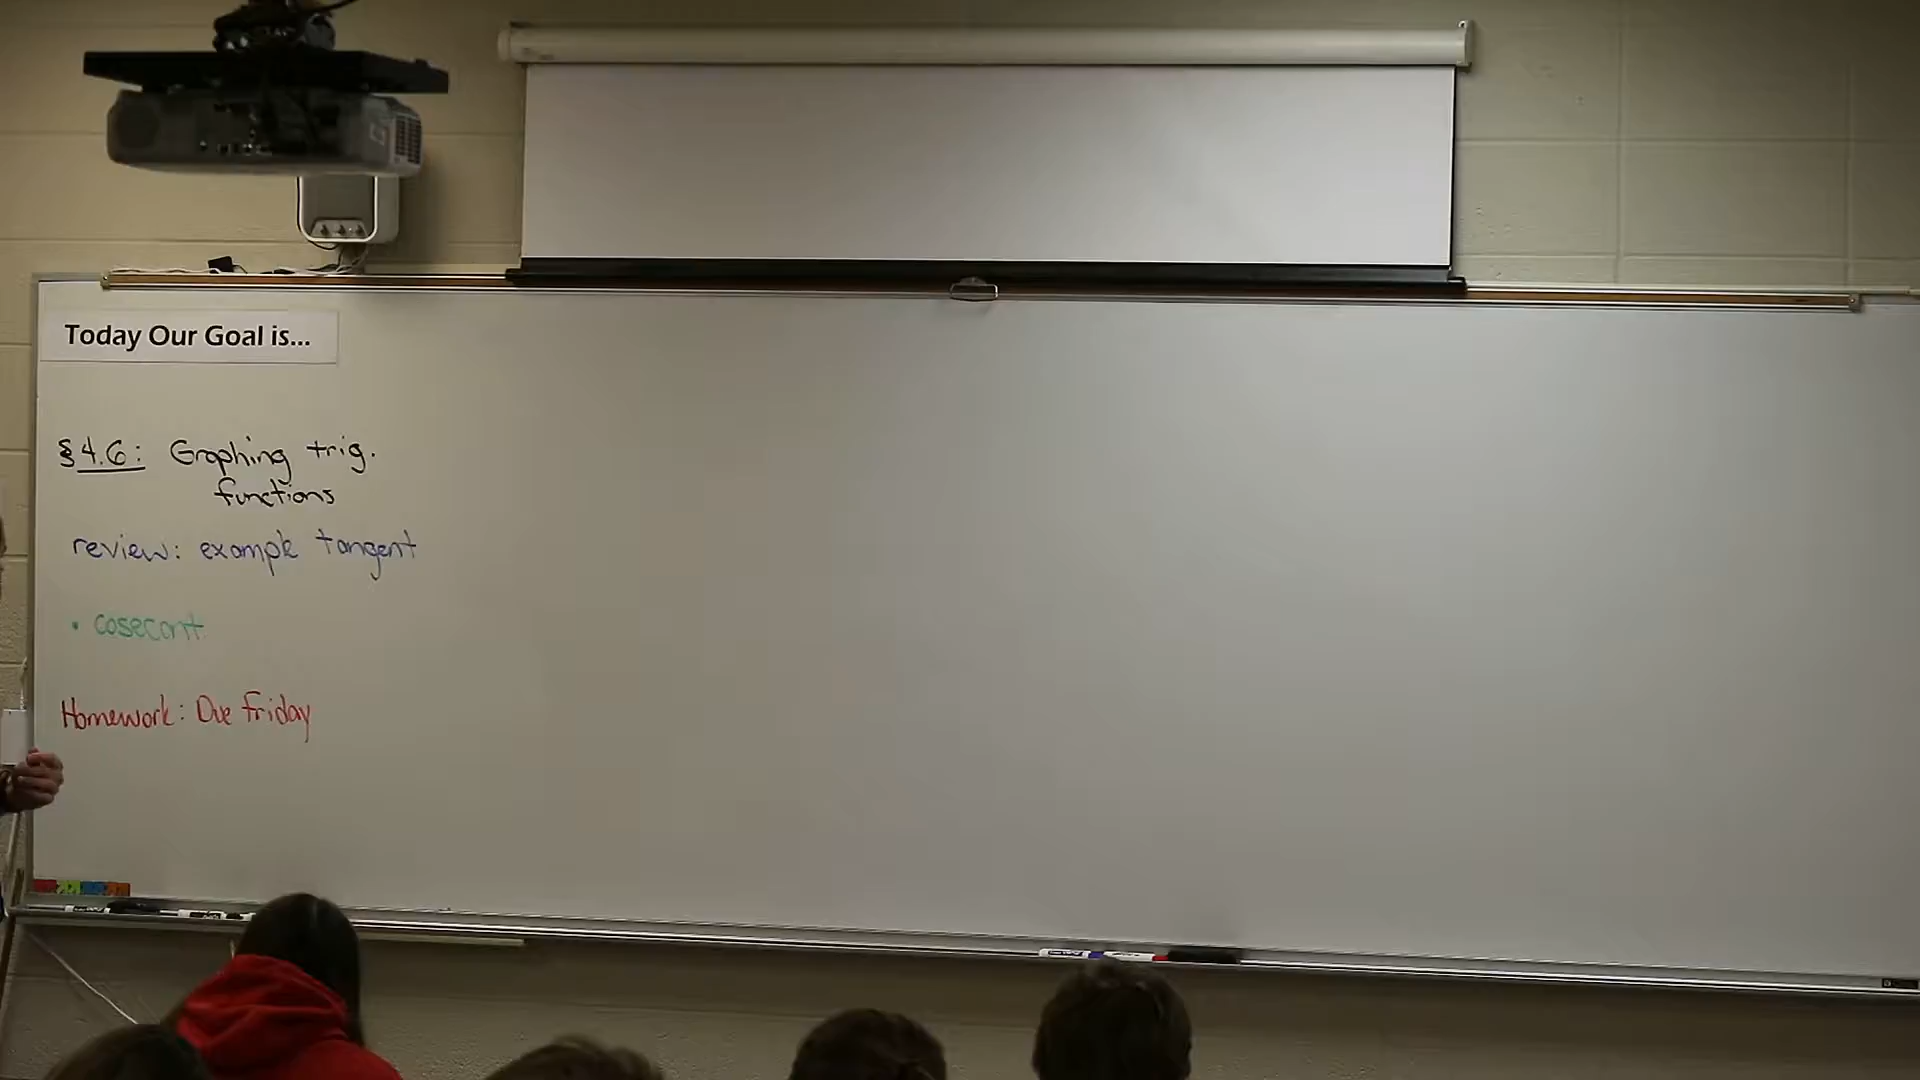 Today Our Goal is...
§4.6: Graphing trig.
functions
review: example tangent
• cosecant
Homework: Due Friday